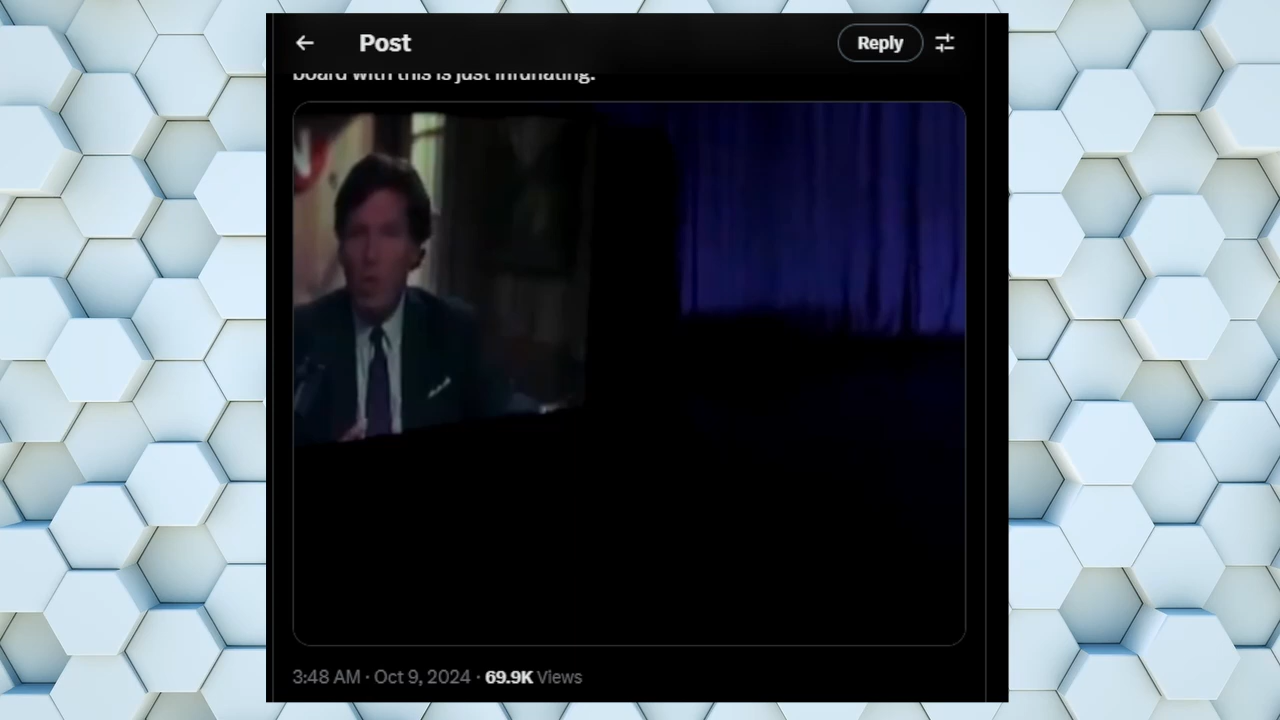 Post
Reply
board with this is just infuriating.
3:48 AM · Oct 9, 2024 · 69.9K Views